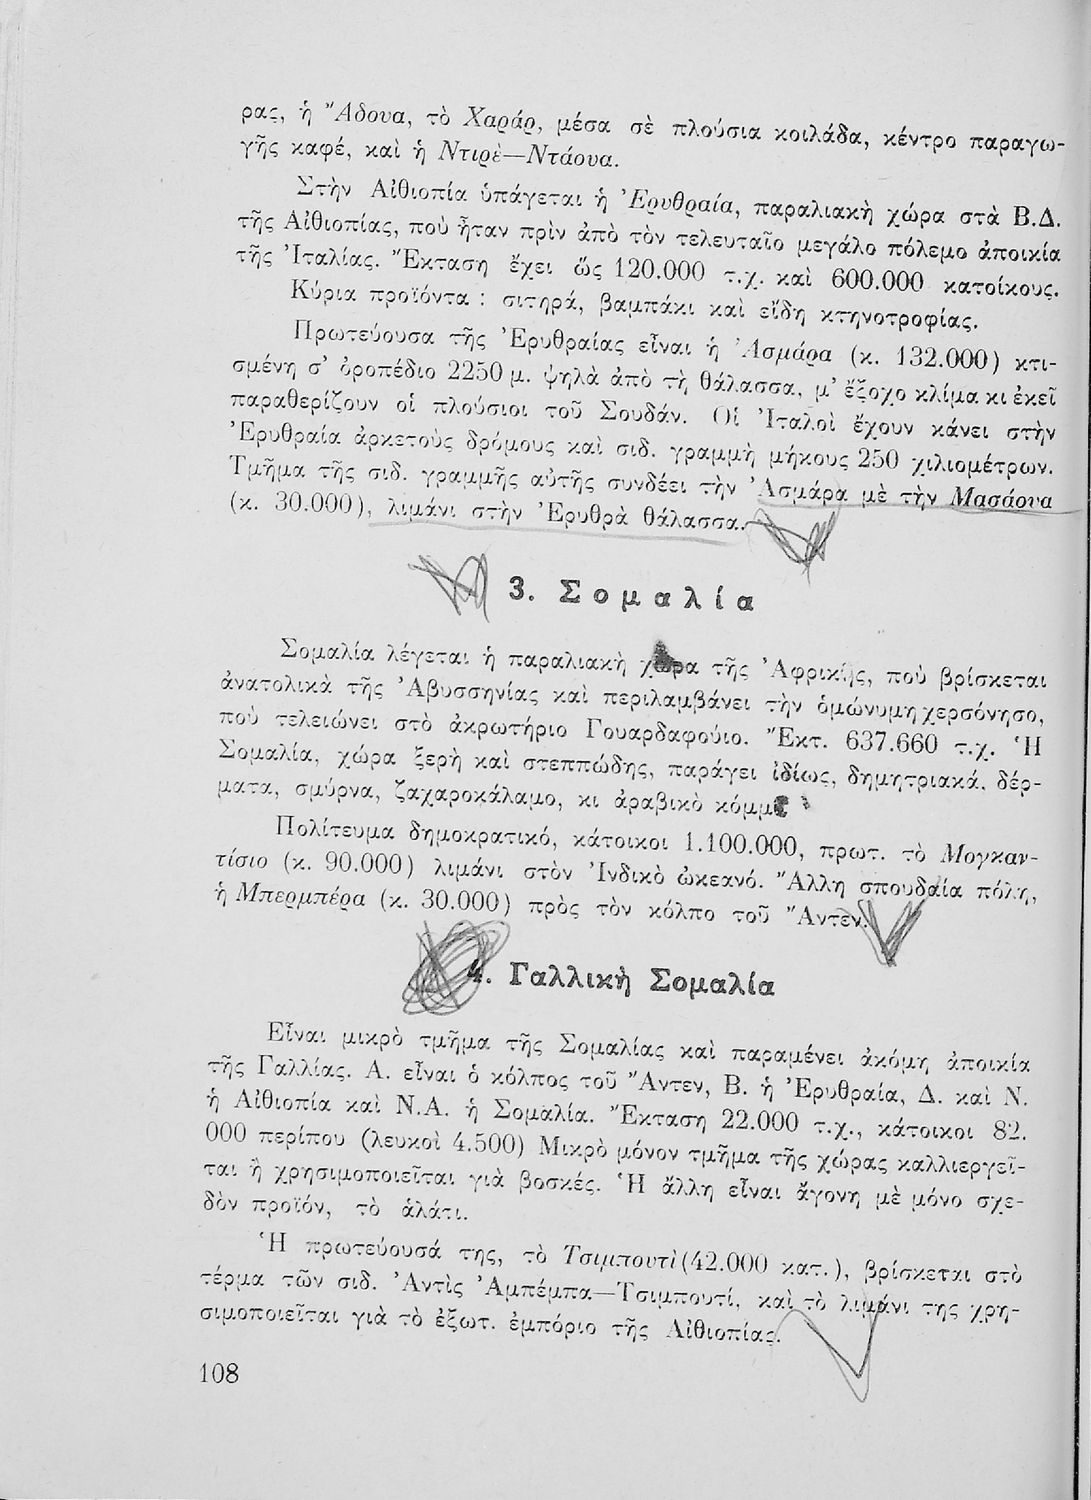 ρας, ἡ Ἄδουα, τὸ Χαράρ, μέσα σὲ πλούσια κοιλάδα, κέντρο παραγω-
γῆς καφέ, καὶ ἡ Ντιρὲ—Ντάουα.
Στὴν Αἰθιοπία ὑπάγεται ἡ Ἐρυθραία, παραλιακὴ χώρα στὰ Β.Δ.
τῆς Αἰθιοπίας, ποὺ ἦταν πρὶν ἀπὸ τὸν τελευταῖο μεγάλο πόλεμο ἀποικία
τῆς Ἰταλίας. Ἔκταση ἔχει ὣς 120.000 τ.χ. καὶ 600.000 κατοίκους.
Κύρια προϊόντα : σιτηρά, βαμπάκι καὶ εἴδη κτηνοτροφίας.
Πρωτεύουσα τῆς Ἐρυθραίας εἶναι ἡ Ἀσμάρα (κ. 132.000) κτι-
σμένη σ' ὀροπέδιο 2250 μ. ψηλὰ ἀπὸ τὴ θάλασσα, μ' ἔξοχο κλίμα κι ἐκεῖ
παραθερίζουν οἱ πλούσιοι τοῦ Σουδάν. Οἱ Ἰταλοὶ ἔχουν κάνει στὴν
Ἐρυθραία ἀρκετοὺς δρόμους καὶ σιδ. γραμμὴ μήκους 250 χιλιομέτρων.
Τμῆμα τῆς σιδ. γραμμῆς αὐτῆς συνδέει τὴν Ἀσμάρα μὲ τὴν Μασάουα
(κ. 30.000), λιμάνι στὴν Ἐρυθρὰ θάλασσα.
3. Σομαλία
Σομαλία λέγεται ἡ παραλιακὴ χώρα τῆς Ἀφρικῆς, ποὺ βρίσκεται
ἀνατολικὰ τῆς Ἀβυσσηνίας καὶ περιλαμβάνει τὴν ὁμώνυμη χερσόνησο,
ποὺ τελειώνει στὸ ἀκρωτήριο Γουαρδαφούιο. Ἔκτ. 637.660 τ.χ. Ἡ
Σομαλία, χώρα ξερὴ καὶ στεππώδης, παράγει ἰδίως, δημητριακά, δέρ-
ματα, σμύρνα, ζαχαροκάλαμο, κι ἀραβικὸ κόμμι
Πολίτευμα δημοκρατικό, κάτοικοι 1.100.000, πρωτ. τὸ Μογκαν-
τίσιο (κ. 90.000) λιμάνι στὸν Ἰνδικὸ ὠκεανό. Ἄλλη σπουδαία πόλη,
ἡ Μπερμπέρα (κ. 30.000) πρὸς τὸν κόλπο τοῦ Ἄντεν.
4. Γαλλικὴ Σομαλία
Εἶναι μικρὸ τμῆμα τῆς Σομαλίας καὶ παραμένει ἀκόμη ἀποικία
τῆς Γαλλίας. Α. εἶναι ὁ κόλπος τοῦ Ἄντεν, Β. ἡ Ἐρυθραία, Δ. καὶ Ν.
ἡ Αἰθιοπία καὶ Ν.Α. ἡ Σομαλία. Ἔκταση 22.000 τ.χ., κάτοικοι 82.
000 περίπου (λευκοὶ 4.500) Μικρὸ μόνον τμῆμα τῆς χώρας καλλιεργεῖ-
ται ἢ χρησιμοποιεῖται γιὰ βοσκές. Ἡ ἄλλη εἶναι ἄγονη μὲ μόνο σχε-
δὸν προϊόν, τὸ ἁλάτι.
Ἡ πρωτεύουσά της, τὸ Τσιμπουτὶ (42.000 κατ.), βρίσκεται στὸ
τέρμα τῶν σιδ. Ἀντὶς Ἀμπέμπα—Τσιμπουτί, καὶ τὸ λιμάνι της χρη-
σιμοποιεῖται γιὰ τὸ ἐξωτ. ἐμπόριο τῆς Αἰθιοπίας.
108